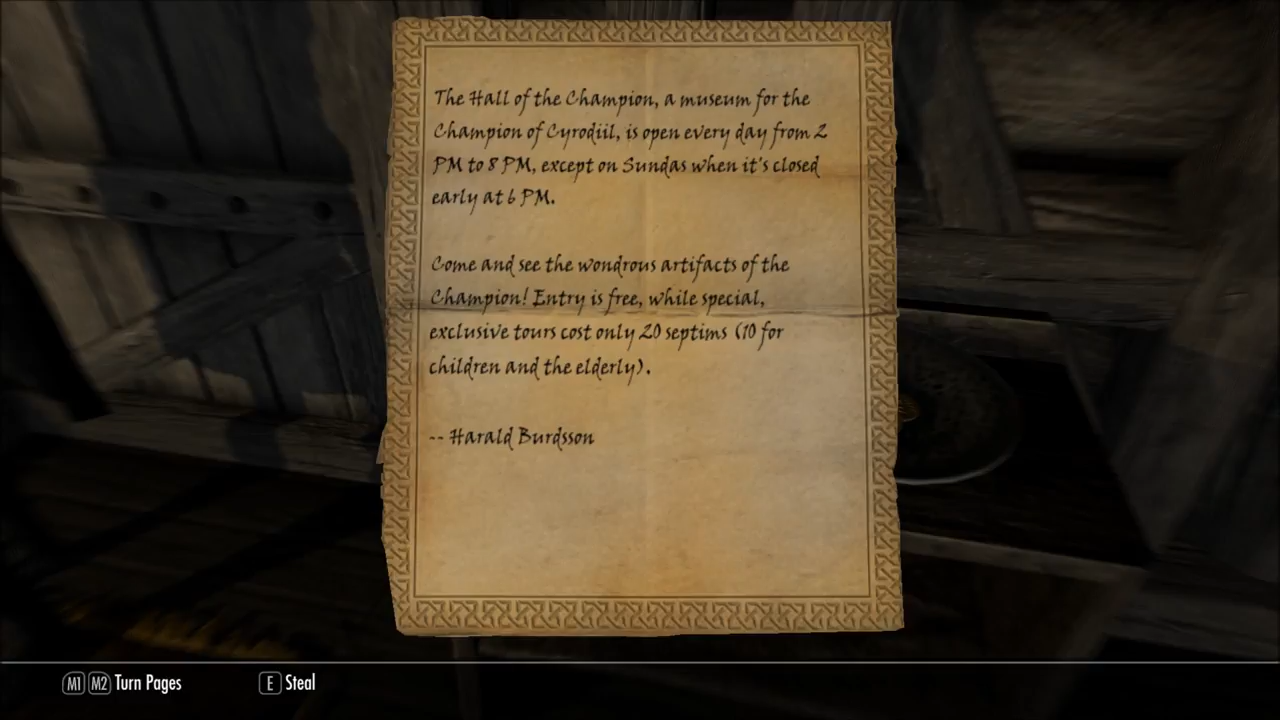 The Hall of the Champion, a museum for the
Champion of Cyrodiil, is open every day from 2
PM to 8 PM, except on Sundas when it's closed
early at 6 PM.
Come and see the wondrous artifacts of the
Champion! Entry is free, while special,
exclusive tours cost only 20 septims (10 for
children and the elderly).
-- Harald Burdsson
M1 M2 Turn Pages E Steal